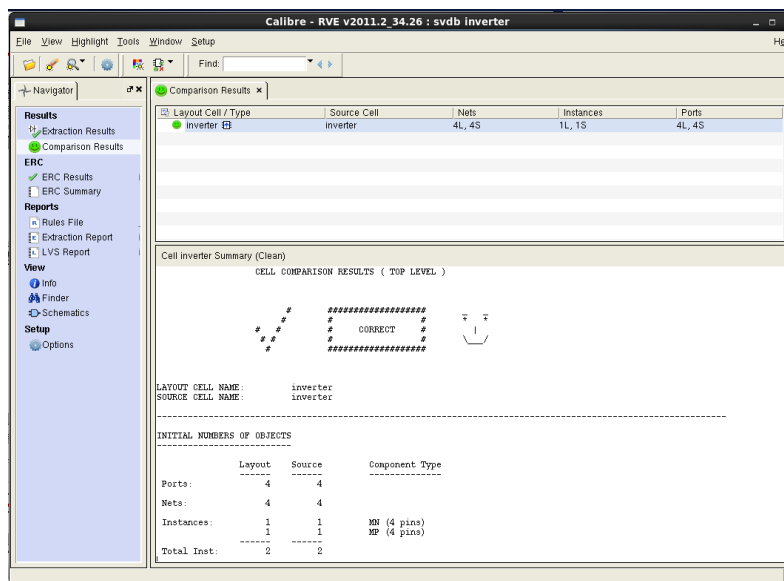 Calibre - RVE v2011.2_34.26 : svdb inverter
File View Highlight Tools Window Setup
Find:
Navigator
Comparison Results
Results
Extraction Results
Comparison Results
ERC
ERC Results
ERC Summary
Reports
Rules File
Extraction Report
LVS Report
View
Info
Finder
Schematics
Setup
Options
Layout Cell / Type Source Cell Nets Instances Ports
inverter inverter 4L, 4S 1L, 1S 4L, 4S
Cell inverter Summary (Clean)
CELL COMPARISON RESULTS ( TOP LEVEL )
# ###################
# # #
# # # CORRECT #
# # # #
# ###################
LAYOUT CELL NAME: inverter
SOURCE CELL NAME: inverter
INITIAL NUMBERS OF OBJECTS
Layout Source Component Type
Ports: 4 4
Nets: 4 4
Instances: 1 1 MN (4 pins)
1 1 MP (4 pins)
Total Inst: 2 2